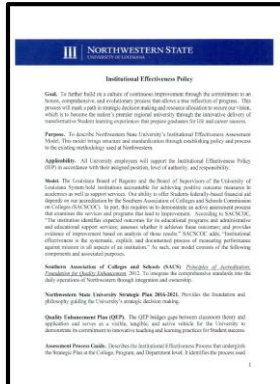 NORTHWESTERN STATE
UNIVERSITY OF LOUISIANA
Institutional Effectiveness Policy
Goal. To further build on a culture of continuous improvement through the commitment to an
honest, comprehensive, and evolutionary process that allows a true reflection of progress. This
process will mark a path to strategic decision making and resource allocation to secure our vision,
which is to become the nation's premier regional university through the innovative delivery of
transformative Student learning experiences that prepare graduates for life and career success.
Purpose. To describe Northwestern State University's Institutional Effectiveness Assessment
Model. This model brings structure and standardization through establishing policy and process
to the existing methodology used at Northwestern.
Applicability. All University employees will support the Institutional Effectiveness Policy
(IEP) in accordance with their assigned position, level of authority, and responsibility.
Model. The Louisiana Board of Regents and the Board of Supervisors of the University of
Louisiana System hold institutions accountable for achieving positive outcome measures in
academics as well as support services. Our ability to offer Students federally-based financial aid
depends on our accreditation by the Southern Association of Colleges and Schools Commission
on Colleges (SACSCOC). In part, this requires us to demonstrate an active assessment process
that examines the services and programs that lead to improvement. According to SACSCOC,
"The institution identifies expected outcomes for its educational programs and administrative
and educational support services; assesses whether it achieves these outcomes; and provides
evidence of improvement based on analysis of those results." SACSCOC adds, "Institutional
effectiveness is the systematic, explicit, and documented process of measuring performance
against mission in all aspects of an institution." As such, our model consists of the following
components and associated purposes.
Southern Association of Colleges and Schools (SACS) Principles of Accreditation:
Foundation for Quality Enhancement, 2012. To integrate the comprehensive standards into the
daily operations of Northwestern through integration and ownership.
Northwestern State University Strategic Plan 2016-2021. Provides the foundation and
philosophy guiding the University's strategic decision making.
Quality Enhancement Plan (QEP). The QEP bridges gaps between classroom theory and
application and serves as a visible, tangible, and active vehicle for the University to
demonstrate its commitment to innovative teaching and learning practices for Student success.
Assessment Process Guide. Describes the Institutional Effectiveness Process that undergirds
the Strategic Plan at the College, Program, and Department level. It identifies the process used
1